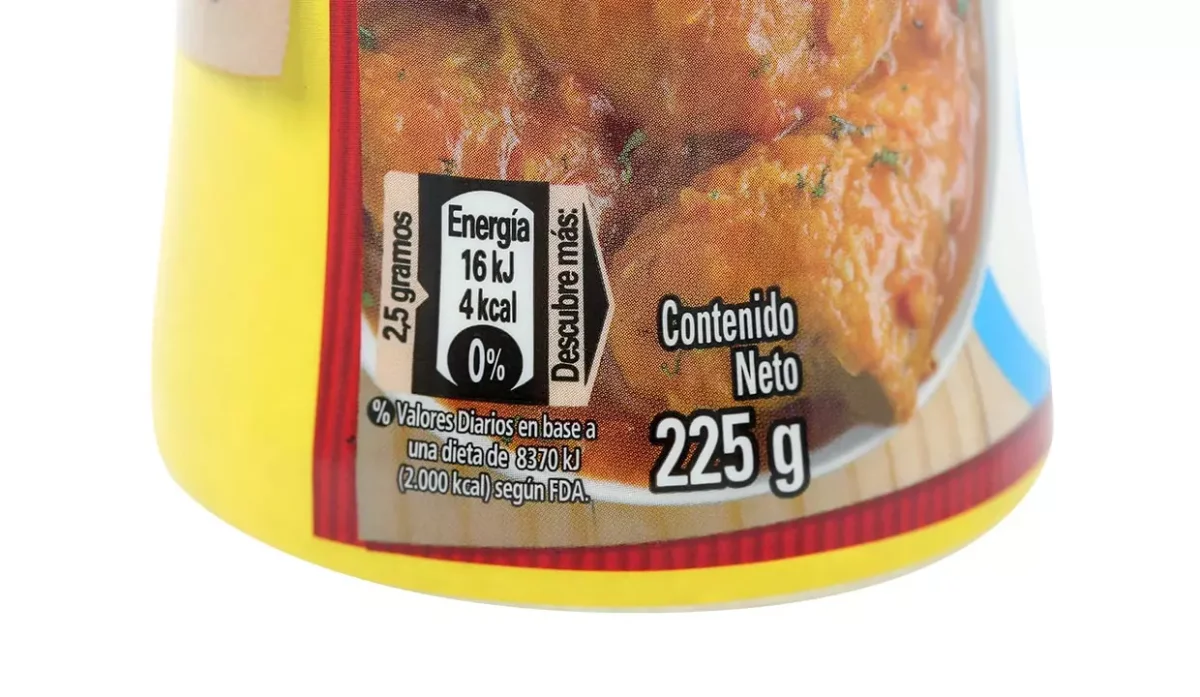 2,5 gramos
Energía
16 kJ
4 kcal
0%
Descubre más:
% Valores Diarios en base a
una dieta de 8370 kJ
(2.000 kcal) según FDA.
Contenido
Neto
225 g